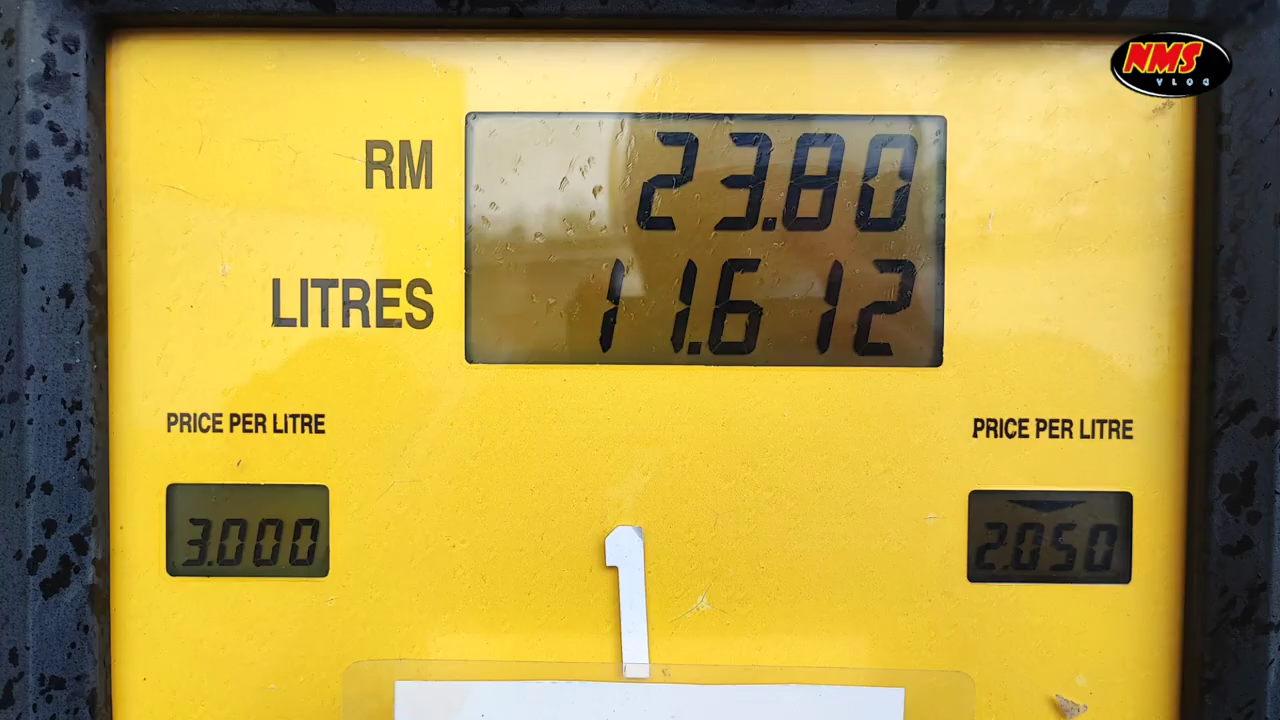 NMS
VLOG
RM 23.80
LITRES 11.612
PRICE PER LITRE
PRICE PER LITRE
3.000
2.050
1